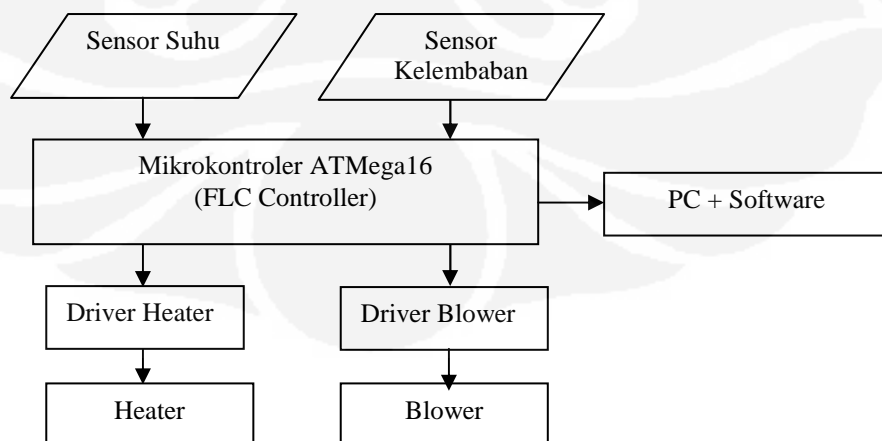 Sensor Suhu
Sensor
Kelembaban
Mikrokontroler ATMega16
(FLC Controller)
PC + Software
Driver Heater
Driver Blower
Heater
Blower